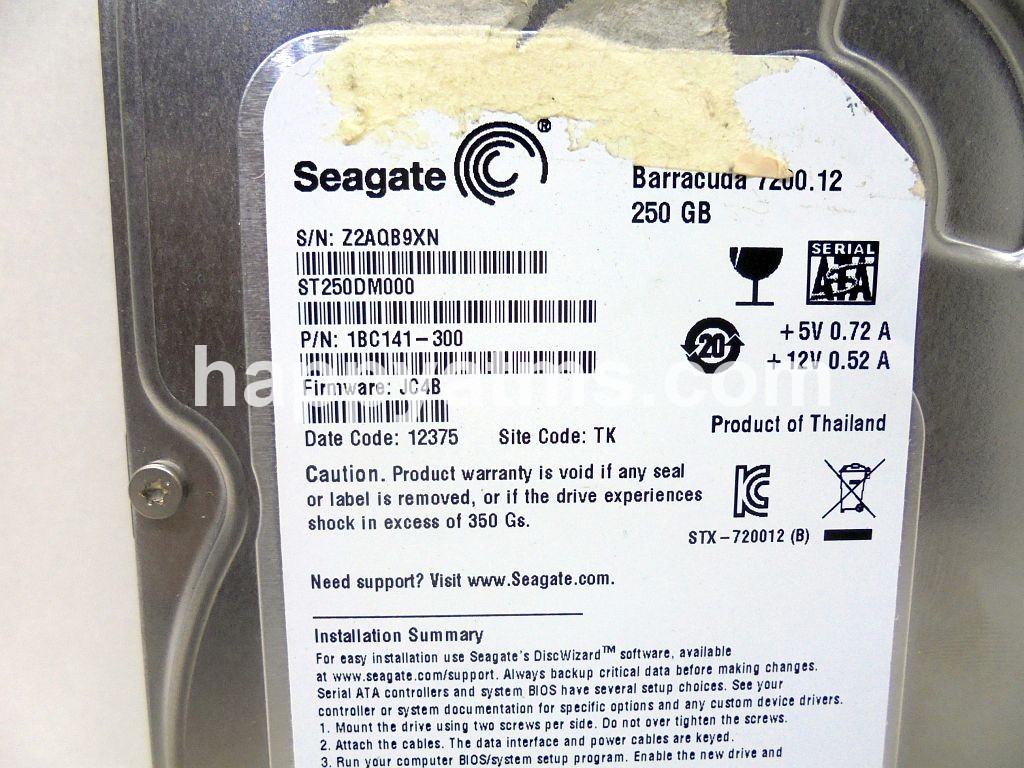 Seagate®
Barracuda 7200.12
250 GB
S/N: Z2AQB9XN
ST250DM000
P/N: 1BC141-300
Firmware: JC4B
Date Code: 12375 Site Code: TK
SERIAL
ATA
20
+5V 0.72 A
+12V 0.52 A
Product of Thailand
happyatms.com
Caution. Product warranty is void if any seal
or label is removed, or if the drive experiences
shock in excess of 350 Gs.
STX-720012 (B)
Need support? Visit www.Seagate.com.
Installation Summary
For easy installation use Seagate's DiscWizard™ software, available
at www.seagate.com/support. Always backup critical data before making changes.
Serial ATA controllers and system BIOS have several setup choices. See your
controller or system documentation for specific options and any custom device drivers.
1. Mount the drive using two screws per side. Do not over tighten the screws.
2. Attach the cables. The data interface and power cables are keyed.
3. Run your computer BIOS/system setup program. Enable the new drive and